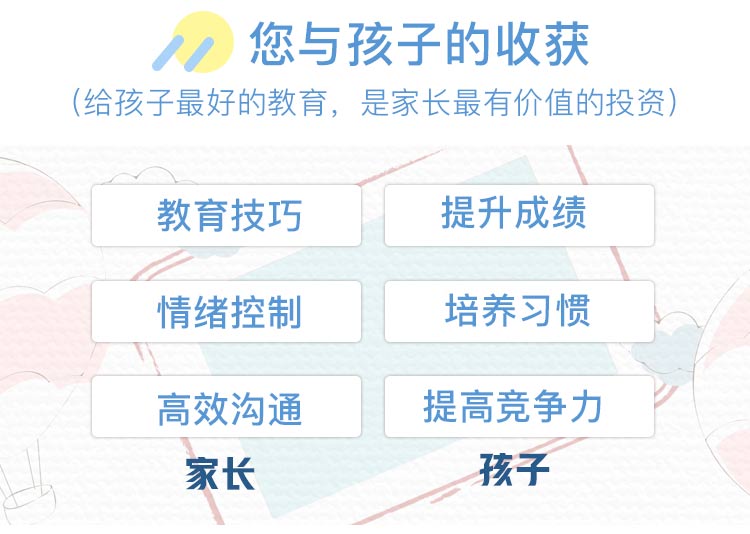 您与孩子的收获
（给孩子最好的教育，是家长最有价值的投资）
教育技巧 提升成绩
情绪控制 培养习惯
高效沟通 提高竞争力
家长 孩子